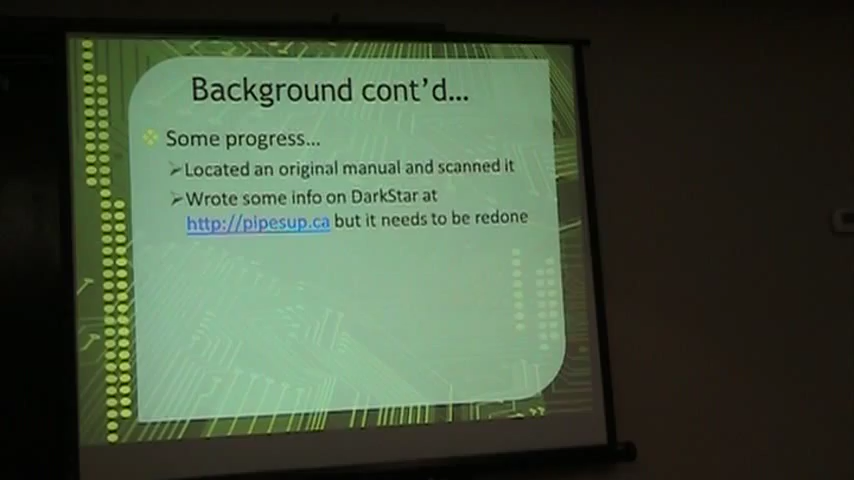 Background cont'd...
Some progress...
Located an original manual and scanned it
Wrote some info on DarkStar at
http://pipesup.ca but it needs to be redone